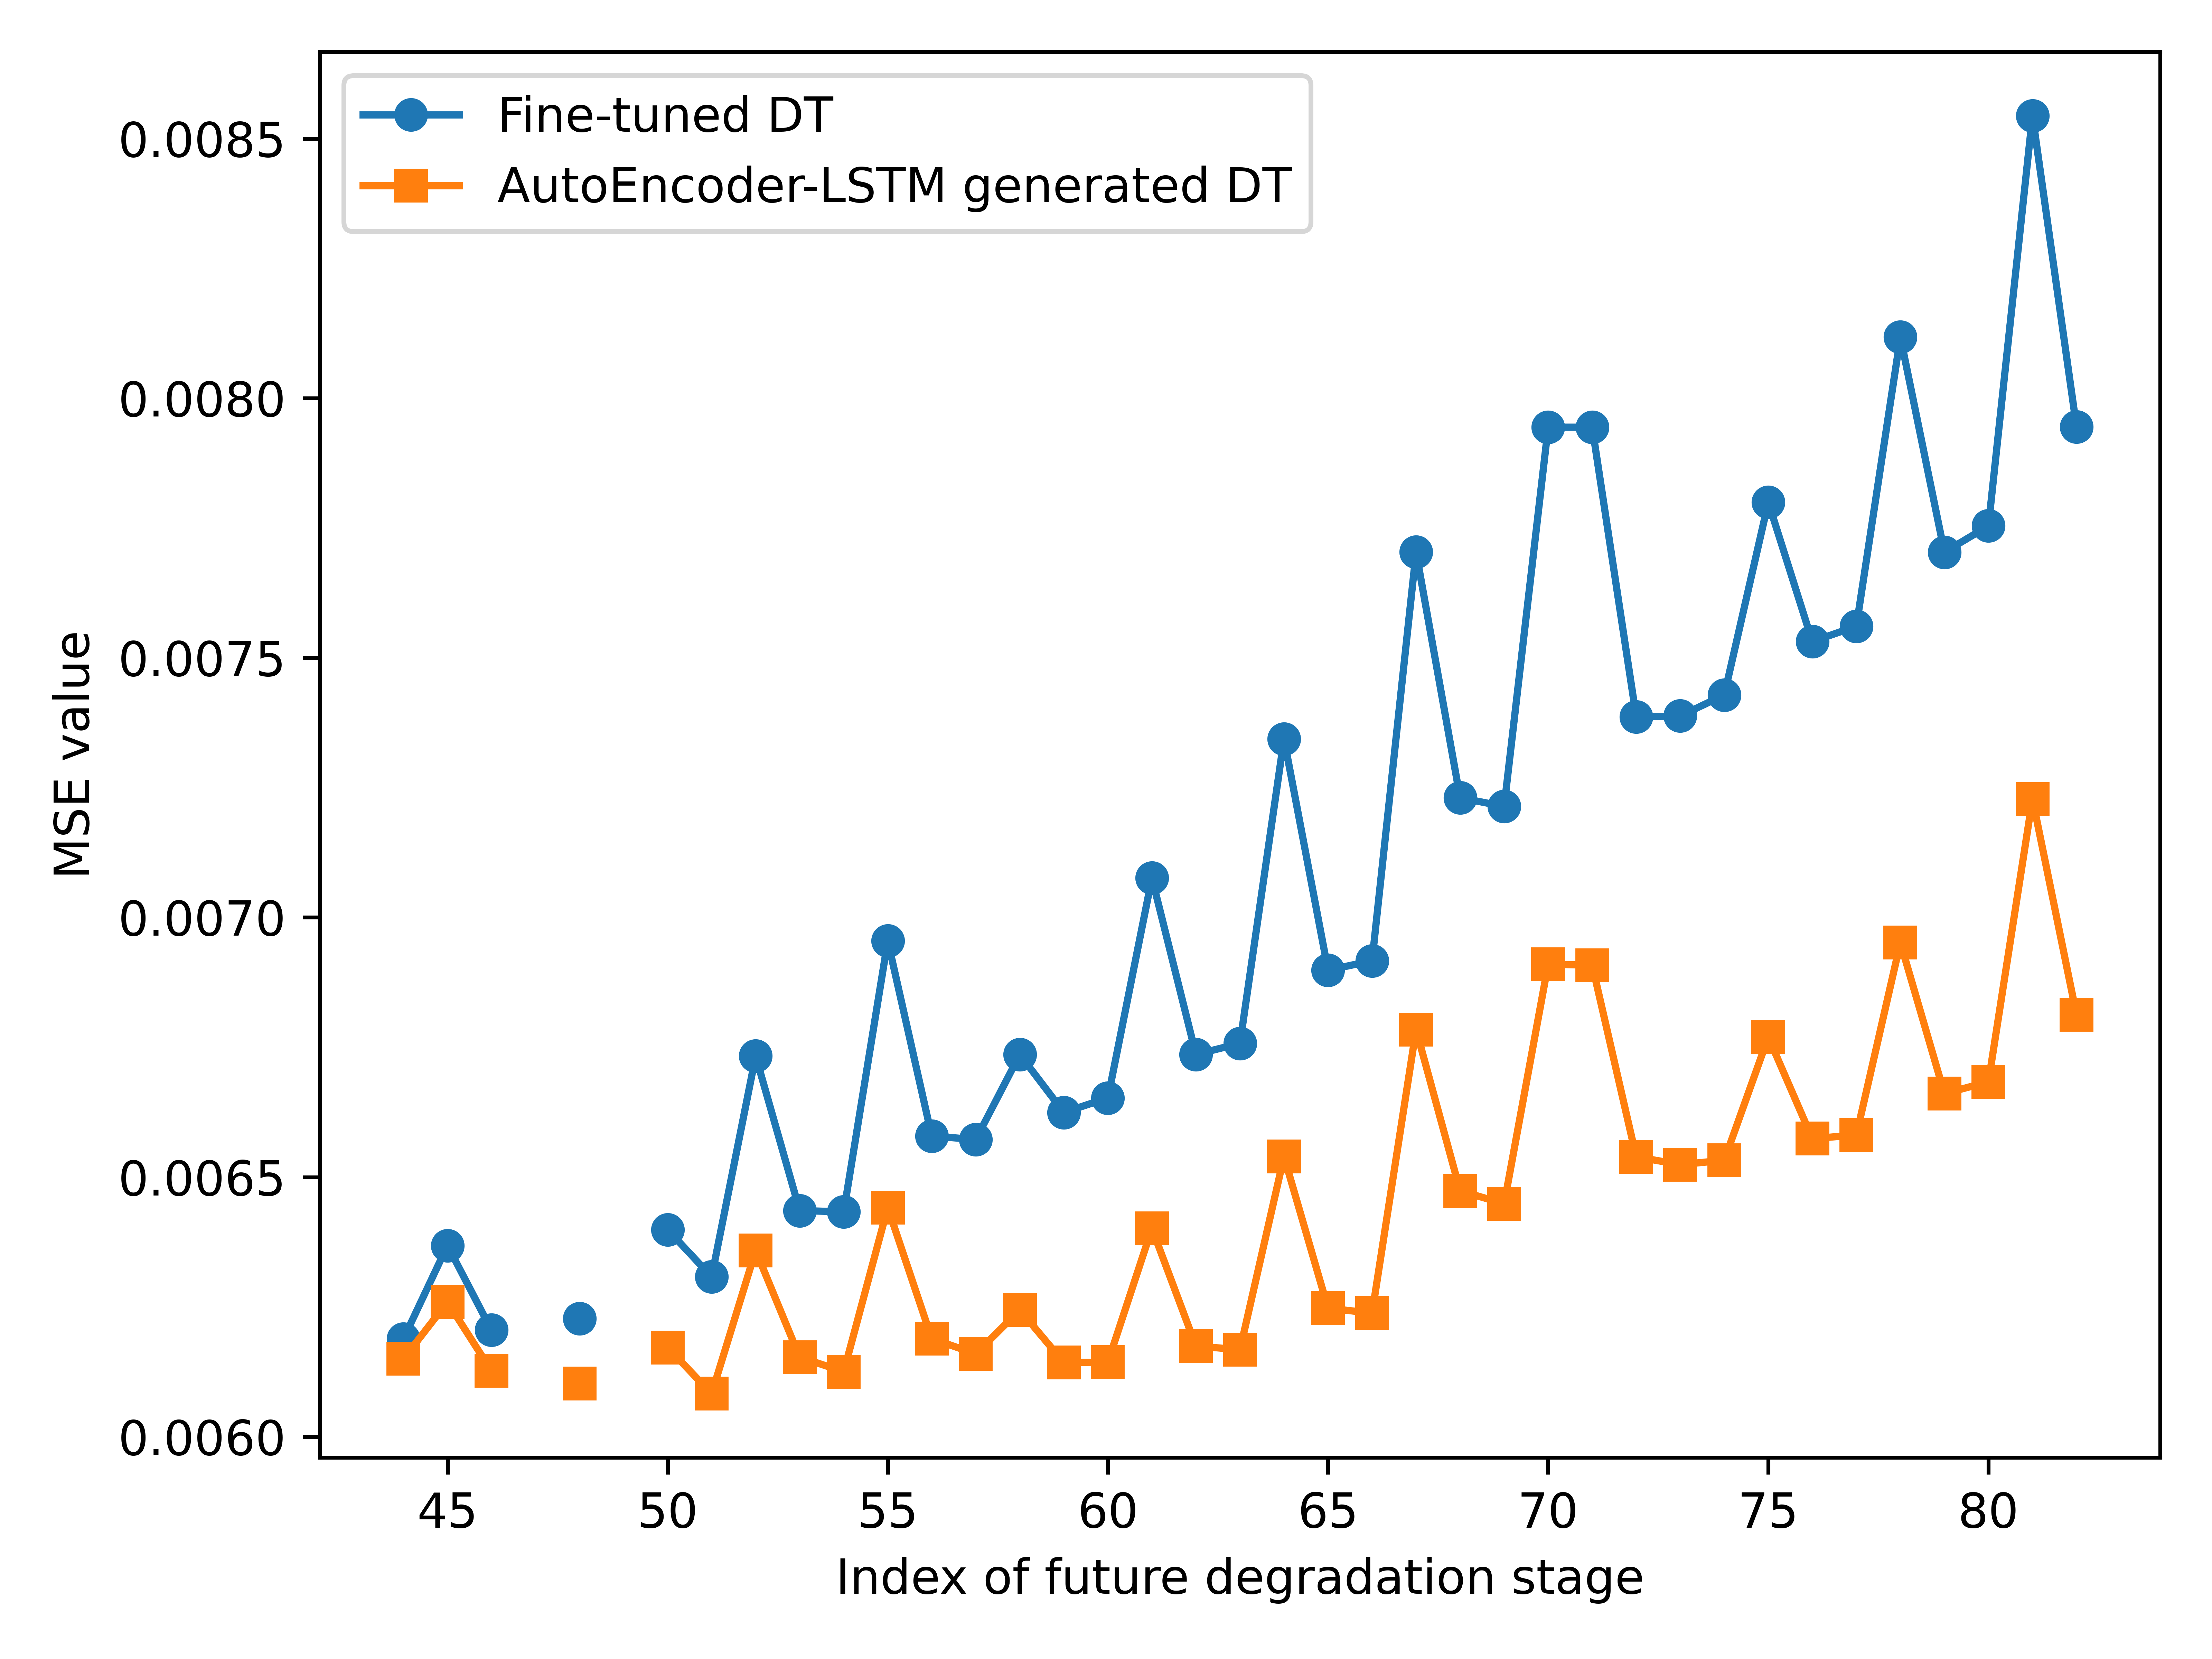 Fine-tuned DT
AutoEncoder-LSTM generated DT
0.0085
0.0080
0.0075
0.0070
0.0065
0.0060
MSE value
45 50 55 60 65 70 75 80
Index of future degradation stage